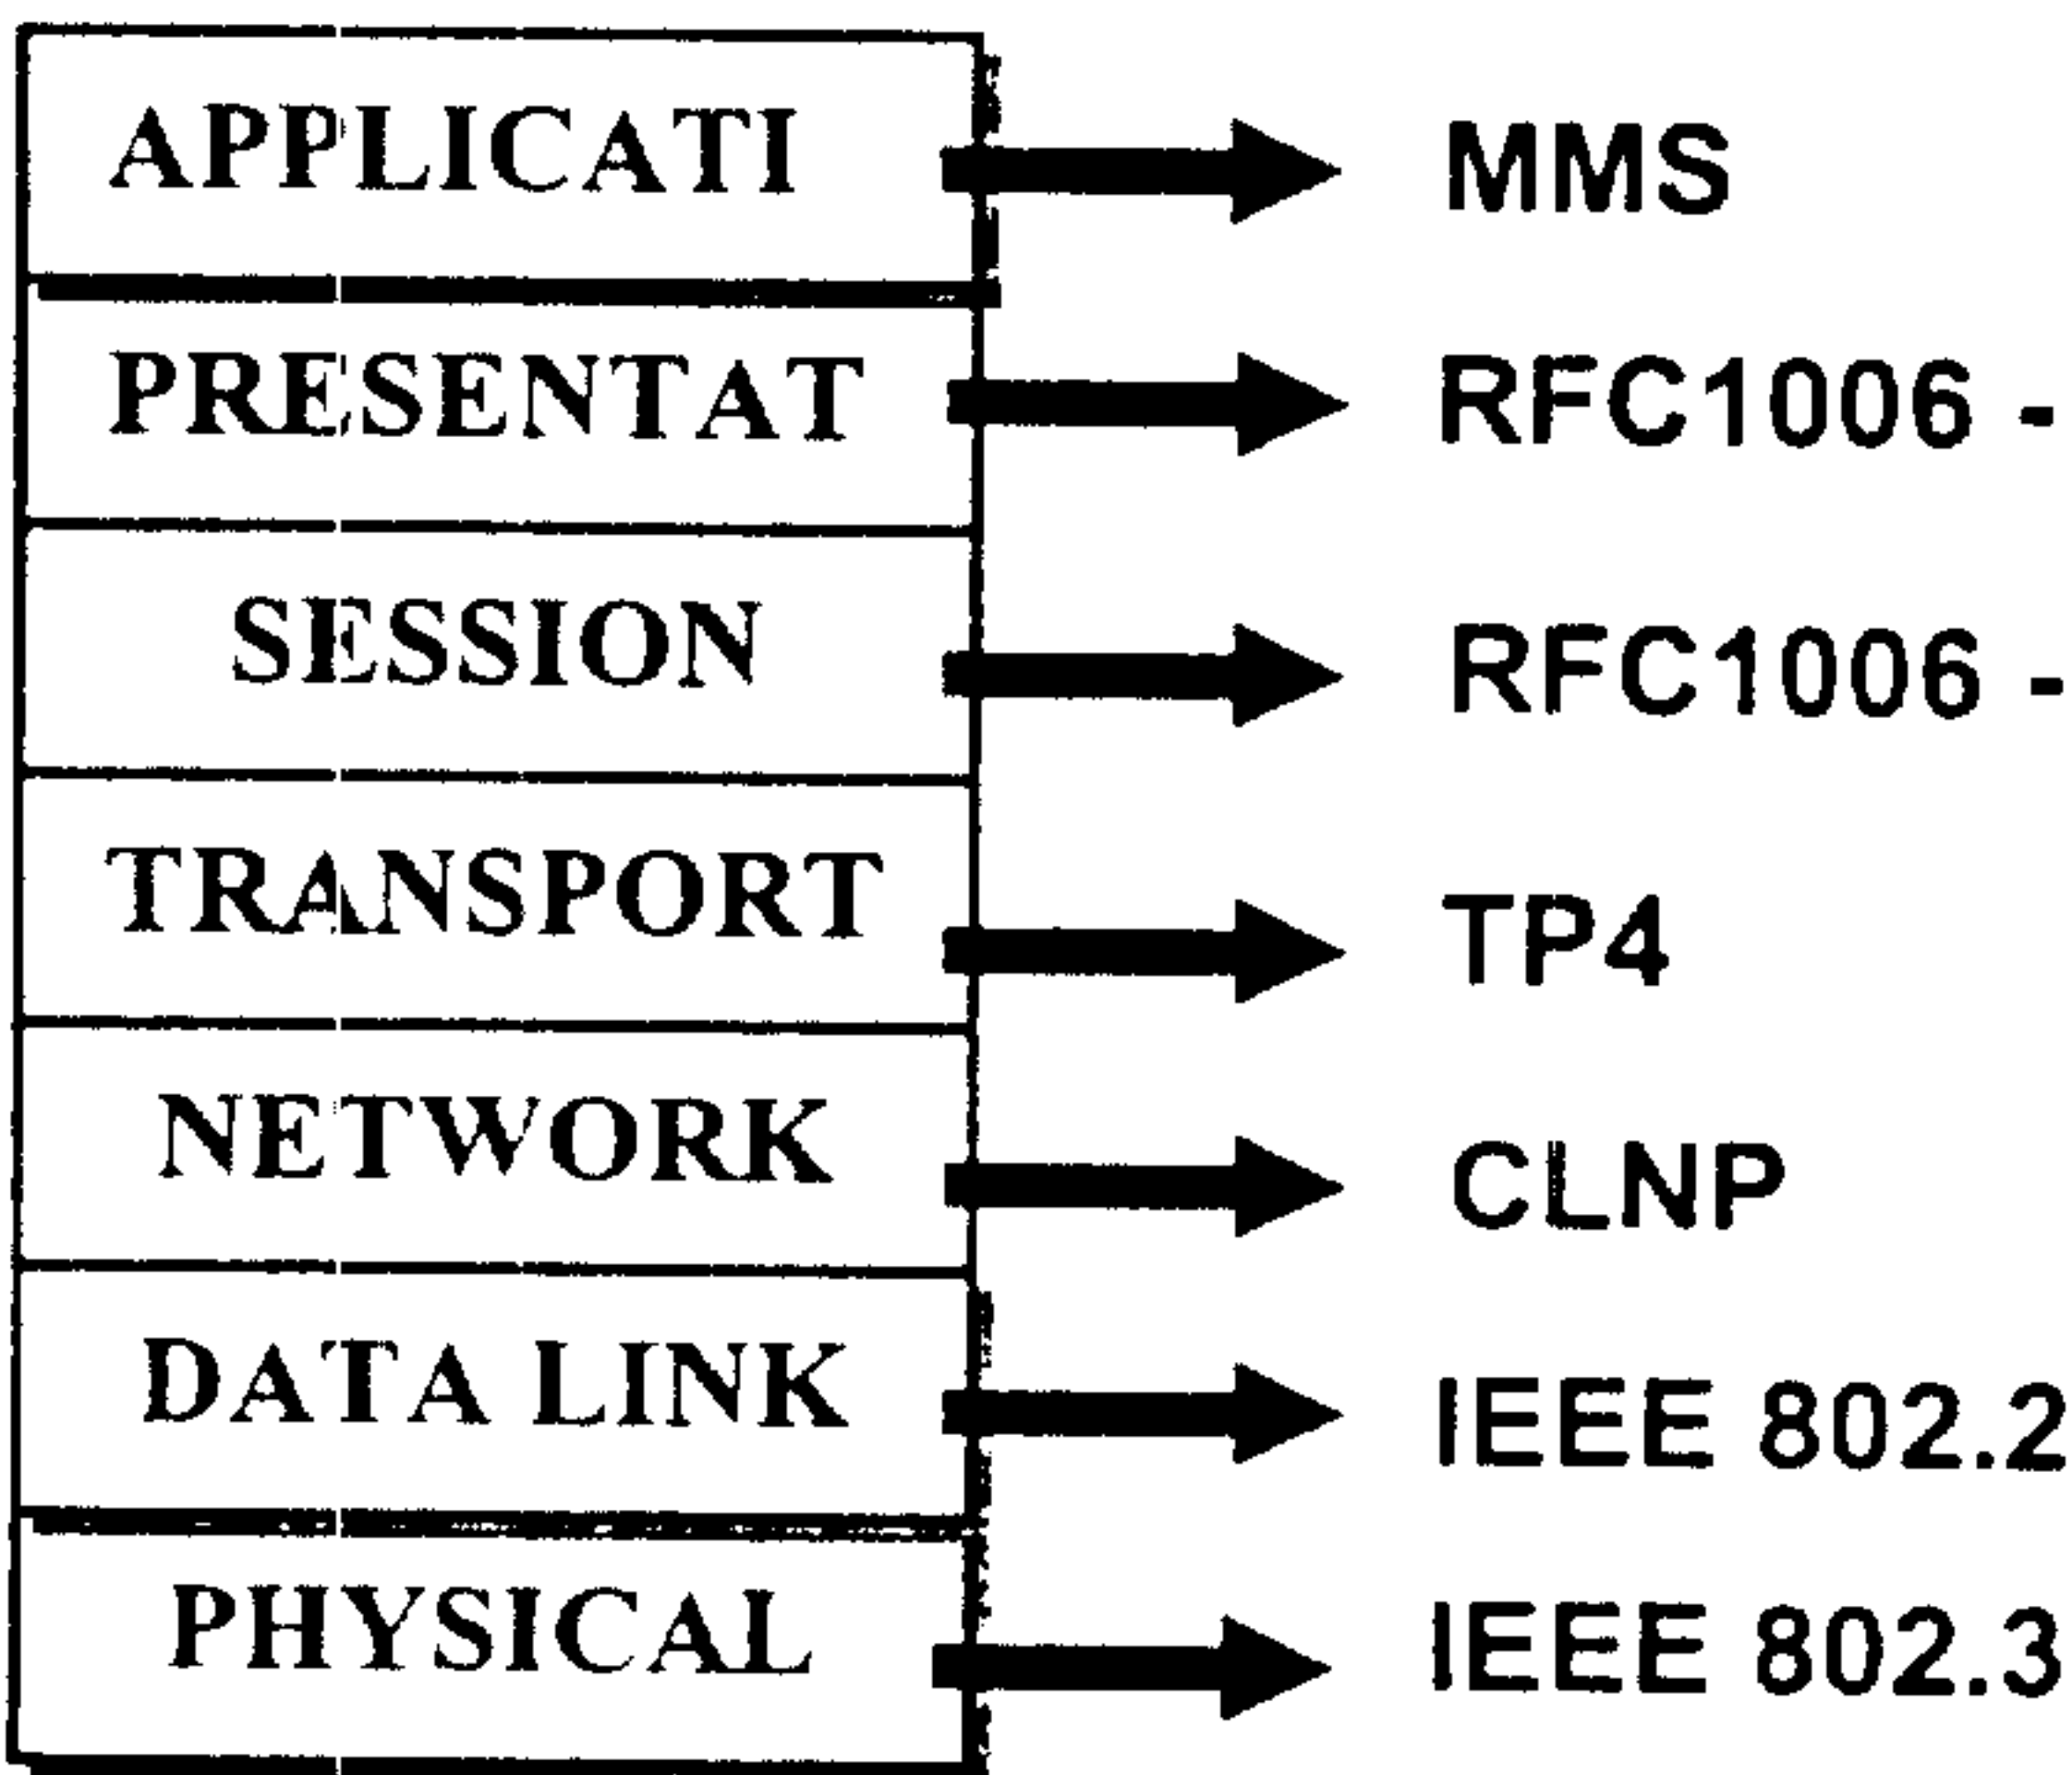 APPLICATI MMS
PRESENTAT RFC1006 -
SESSION RFC1006 -
TRANSPORT TP4
NETWORK CLNP
DATA LINK IEEE 802.2
PHYSICAL IEEE 802.3